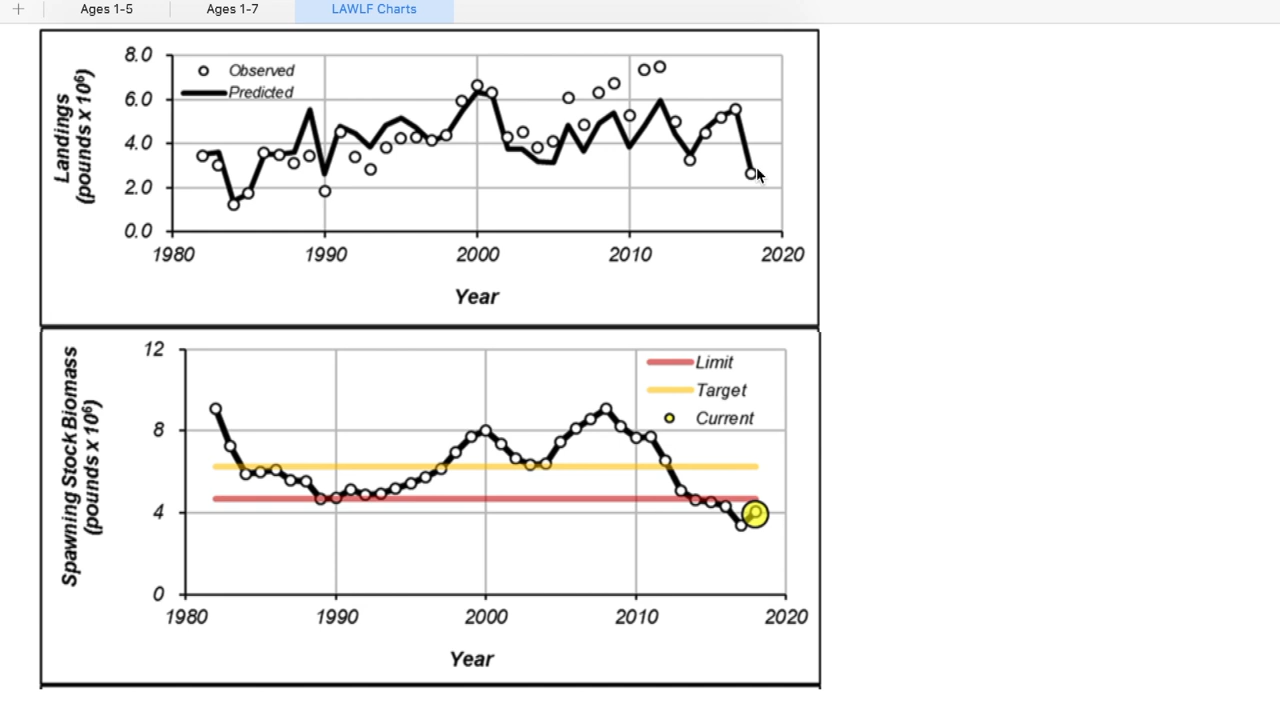 + Ages 1-5 Ages 1-7 LAWLF Charts
Landings
(pounds x 10⁶)
8.0
6.0
4.0
2.0
0.0
Observed
Predicted
1980 1990 2000 2010 2020
Year
Spawning Stock Biomass
(pounds x 10⁶)
12
8
4
0
Limit
Target
Current
1980 1990 2000 2010 2020
Year